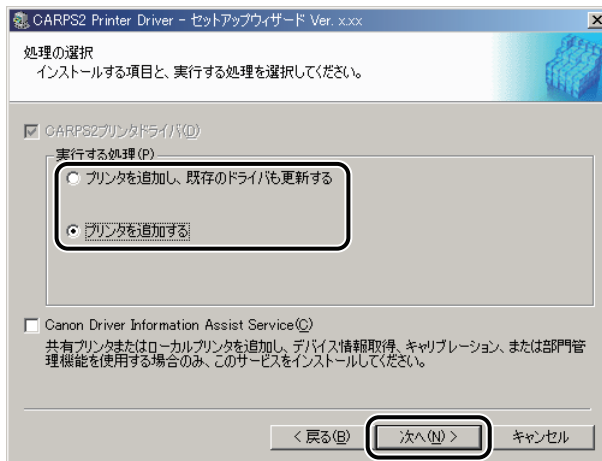 CARPS2 Printer Driver - セットアップウィザード Ver. x.xx
処理の選択
インストールする項目と、実行する処理を選択してください。
CARPS2プリンタドライバ(D)
実行する処理(P)
プリンタを追加し、既存のドライバも更新する
プリンタを追加する
Canon Driver Information Assist Service(C)
共有プリンタまたはローカルプリンタを追加し、デバイス情報取得、キャリブレーション、または部門管
理機能を使用する場合のみ、このサービスをインストールしてください。
< 戻る(B)
次へ(N) >
キャンセル